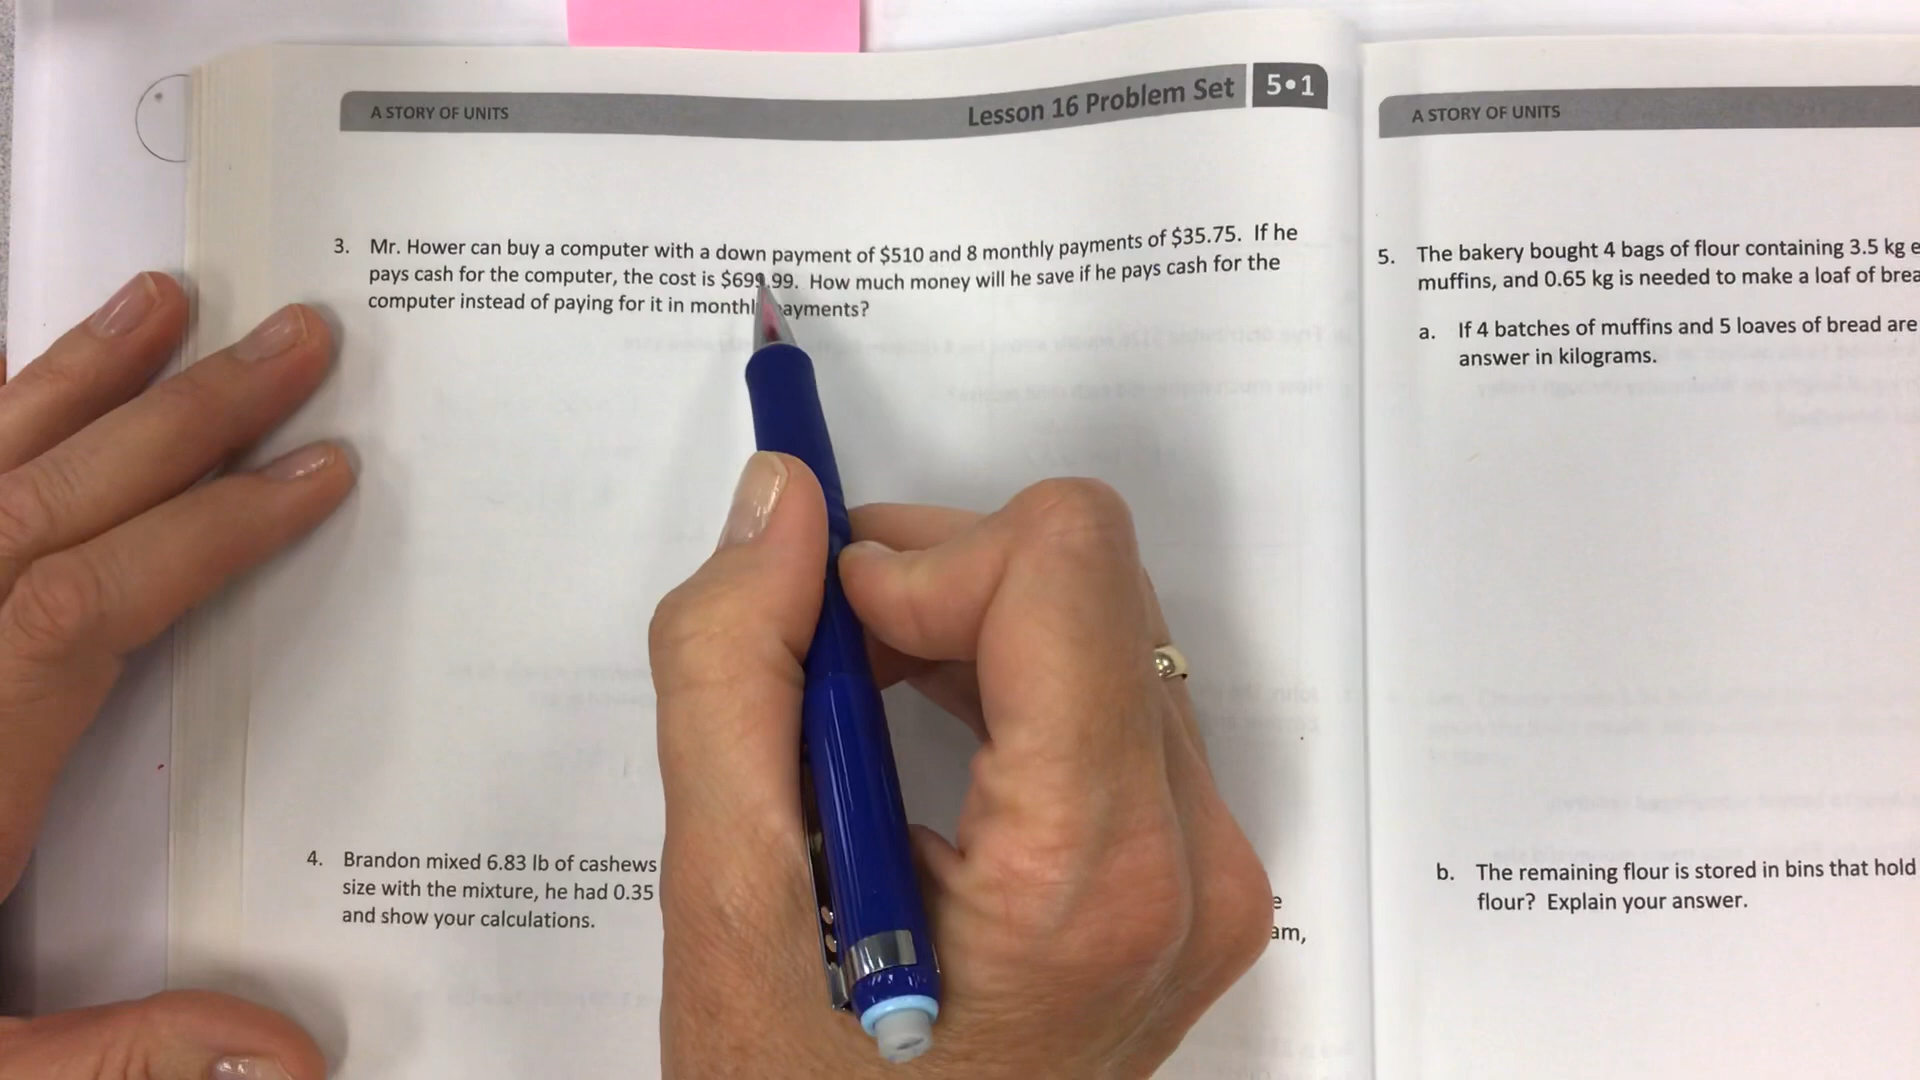 A STORY OF UNITS
Lesson 16 Problem Set 5•1
3. Mr. Hower can buy a computer with a down payment of $510 and 8 monthly payments of $35.75. If he
pays cash for the computer, the cost is $699.99. How much money will he save if he pays cash for the
computer instead of paying for it in payments?
4. Brandon mixed 6.83 lb of cashews
size with the mixture, he had 0.35
and show your calculations.
A STORY OF UNITS
5. The bakery bought 4 bags of flour containing 3.5 kg
muffins, and 0.65 kg is needed to make a loaf of
a. If 4 batches of muffins and 5 loaves of bread are
answer in kilograms.
b. The remaining flour is stored in bins that hold
flour? Explain your answer.